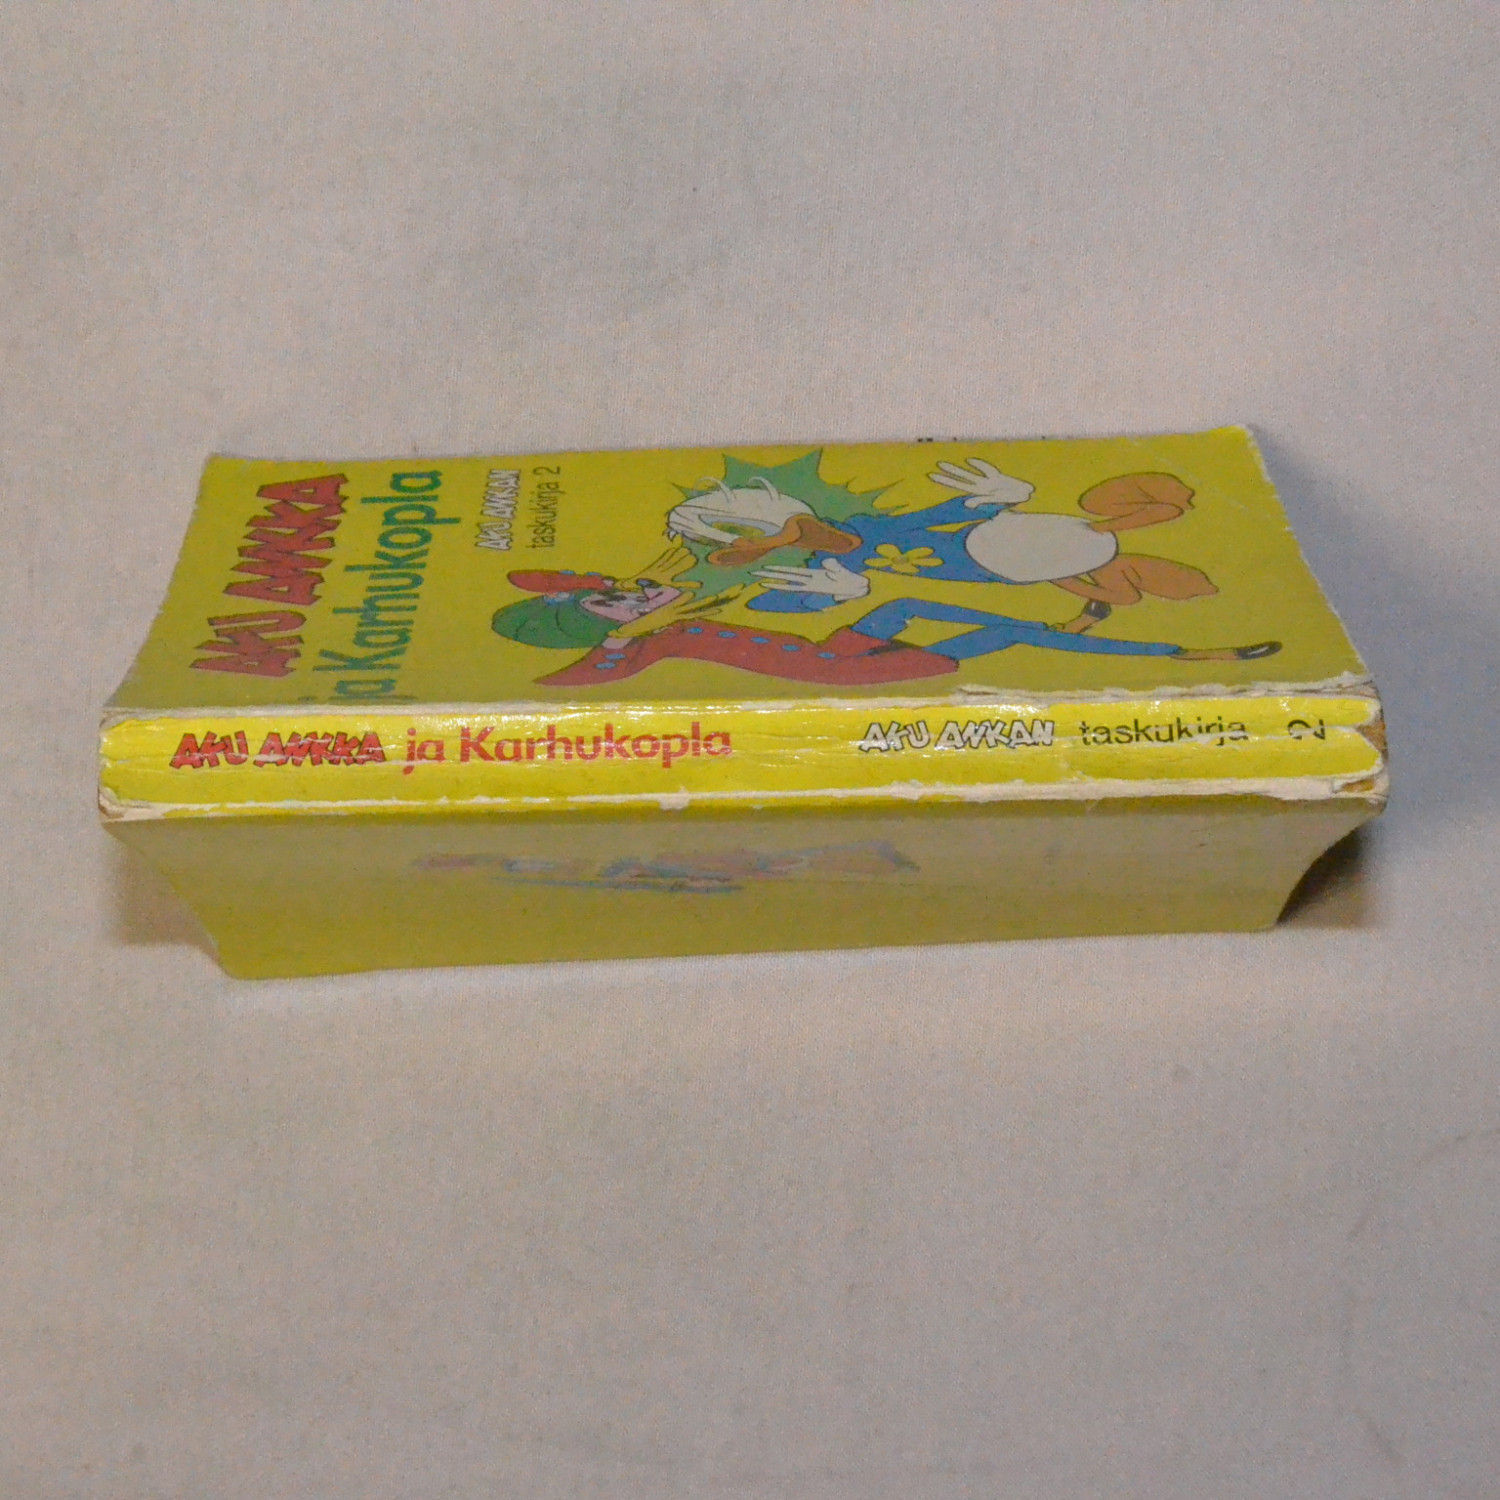 AKU ANKKA
ja Karhukopla
AKU ANKAN
taskukirja 2
AKU ANKKA ja Karhukopla AKU ANKAN taskukirja 2